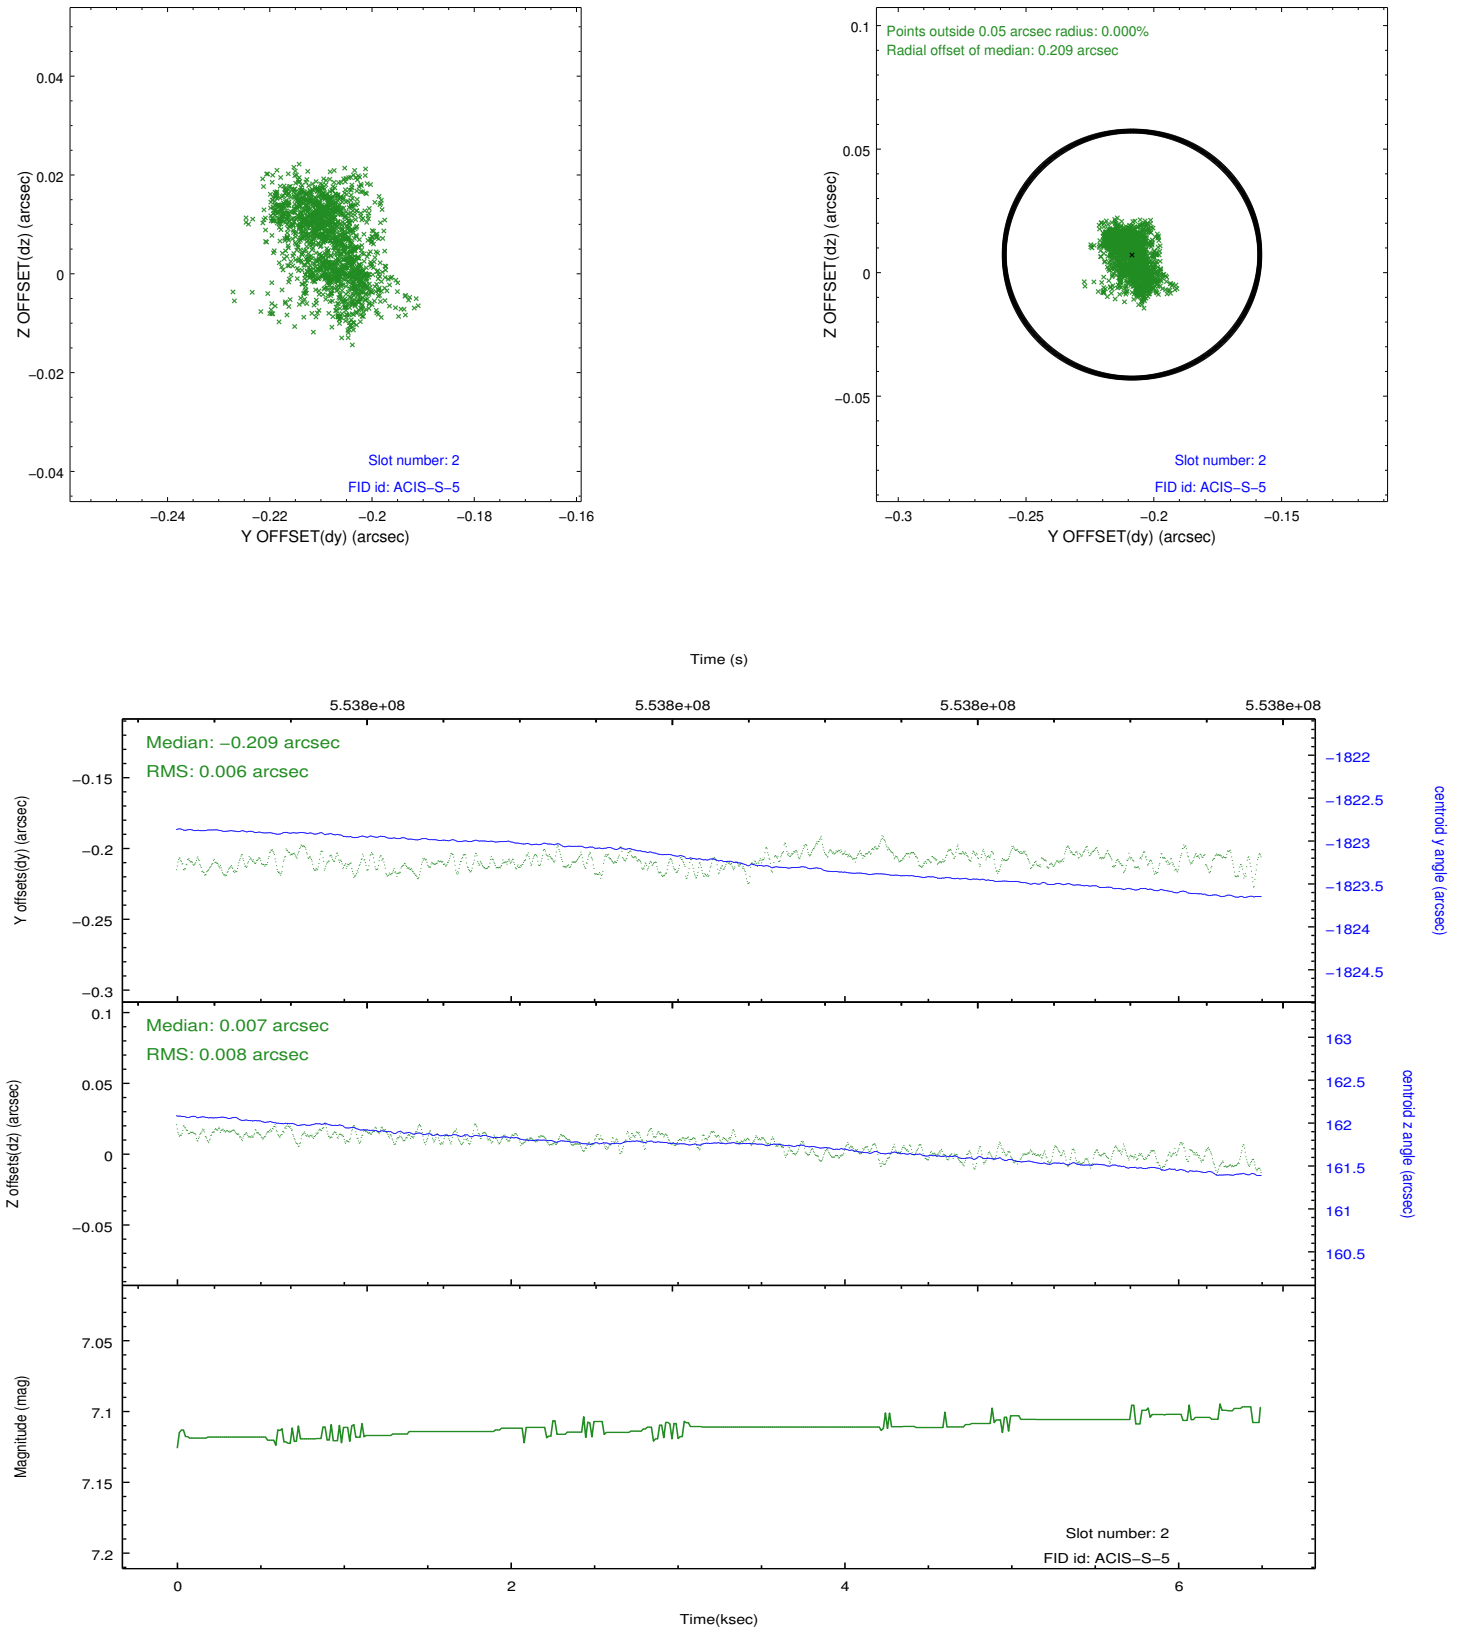 0.04
0.02
0
−0.02
−0.04
Z OFFSET(dz) (arcsec)
Slot number: 2
FID id: ACIS−S−5
−0.24
−0.22
−0.2
−0.18
−0.16
Y OFFSET(dy) (arcsec)
Points outside 0.05 arcsec radius: 0.000%
Radial offset of median: 0.209 arcsec
0.1
0.05
0
−0.05
Z OFFSET(dz) (arcsec)
Slot number: 2
FID id: ACIS−S−5
−0.3
−0.25
−0.2
−0.15
Y OFFSET(dy) (arcsec)
Time (s)
5.538e+08
5.538e+08
5.538e+08
5.538e+08
Median: −0.209 arcsec
RMS: 0.006 arcsec
−0.15
−0.2
−0.25
−0.3
Y offsets(dy) (arcsec)
−1822
−1822.5
−1823
−1823.5
−1824
−1824.5
centroid y angle (arcsec)
Median: 0.007 arcsec
RMS: 0.008 arcsec
0.1
0.05
0
−0.05
Z offsets(dz) (arcsec)
163
162.5
162
161.5
161
160.5
centroid z angle (arcsec)
7.05
7.1
7.15
7.2
Magnitude (mag)
Slot number: 2
FID id: ACIS−S−5
0
2
4
6
Time(ksec)